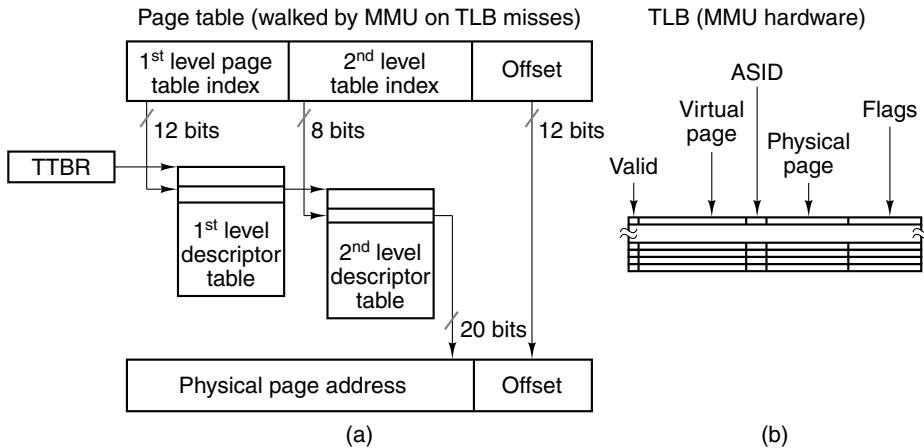 Page table (walked by MMU on TLB misses)
TLB (MMU hardware)
1st level page
table index
2nd level
table index
Offset
ASID
12 bits
8 bits
12 bits
Virtual
page
Flags
Physical
page
Valid
TTBR
1st level
descriptor
table
2nd level
descriptor
table
20 bits
Physical page address
Offset
(a)
(b)